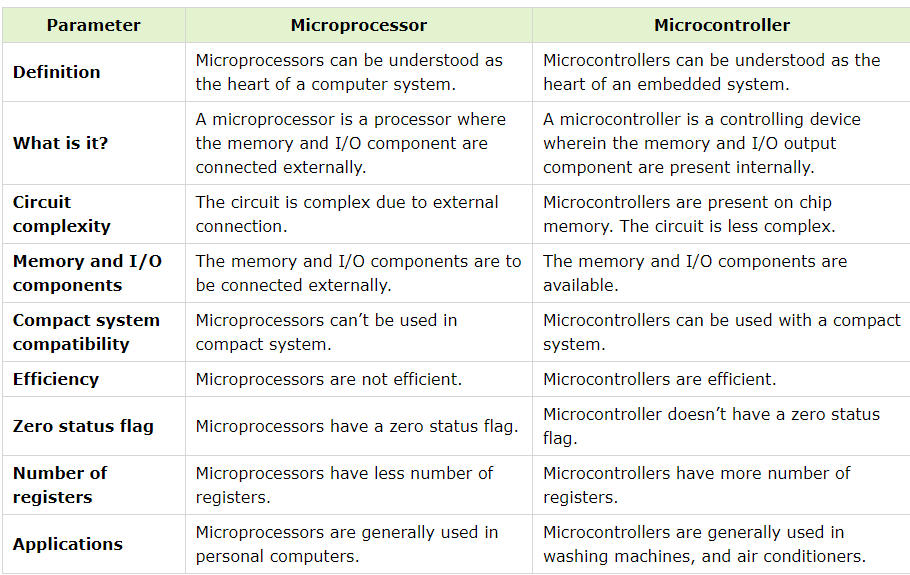 Parameter Microprocessor Microcontroller
Definition
Microprocessors can be understood as
the heart of a computer system.
Microcontrollers can be understood as the
heart of an embedded system.
What is it?
A microprocessor is a processor where
the memory and I/O component are
connected externally.
A microcontroller is a controlling device
wherein the memory and I/O output
component are present internally.
Circuit
complexity
The circuit is complex due to external
connection.
Microcontrollers are present on chip
memory. The circuit is less complex.
Memory and I/O
components
The memory and I/O components are to
be connected externally.
The memory and I/O components are
available.
Compact system
compatibility
Microprocessors can’t be used in
compact system.
Microcontrollers can be used with a compact
system.
Efficiency
Microprocessors are not efficient.
Microcontrollers are efficient.
Zero status flag
Microprocessors have a zero status flag.
Microcontroller doesn’t have a zero status
flag.
Number of
registers
Microprocessors have less number of
registers.
Microcontrollers have more number of
registers.
Applications
Microprocessors are generally used in
personal computers.
Microcontrollers are generally used in
washing machines, and air conditioners.